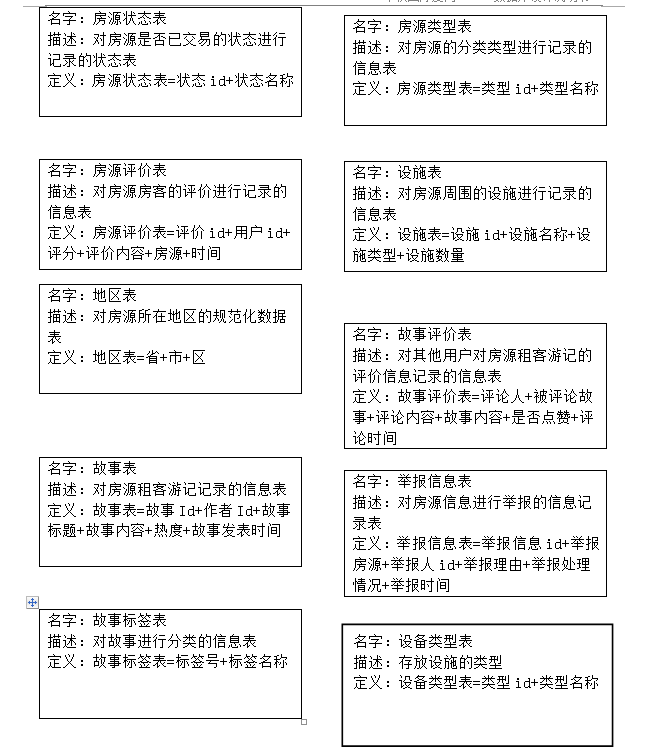 名字：房源状态表
描述：对房源是否已交易的状态进行
记录的状态表
定义：房源状态表=状态 id+状态名称
名字：房源类型表
描述：对房源的分类类型进行记录的
信息表
定义：房源类型表=类型 id+类型名称
名字：房源评价表
描述：对房源房客的评价进行记录的
信息表
定义：房源评价表=评价 id+用户 id+
评分+评价内容+房源+时间
名字：设施表
描述：对房源周围的设施进行记录的
信息表
定义：设施表=设施 id+设施名称+设
施类型+设施数量
名字：地区表
描述：对房源所在地区的规范化数据
表
定义：地区表=省+市+区
名字：故事评价表
描述：对其他用户对房源租客游记的
评价信息记录的信息表
定义：故事评价表=评论人+被评论故
事+评论内容+故事内容+是否点赞+评
论时间
名字：故事表
描述：对房源租客游记记录的信息表
定义：故事表=故事 Id+作者 Id+故事
标题+故事内容+热度+故事发表时间
名字：举报信息表
描述：对房源信息进行举报的信息记
录表
定义：举报信息表=举报信息 id+举报
房源+举报人 id+举报理由+举报处理
情况+举报时间
名字：故事标签表
描述：对故事进行分类的信息表
定义：故事标签表=标签号+标签名称
名字：设备类型表
描述：存放设施的类型
定义：设备类型表=类型 id+类型名称